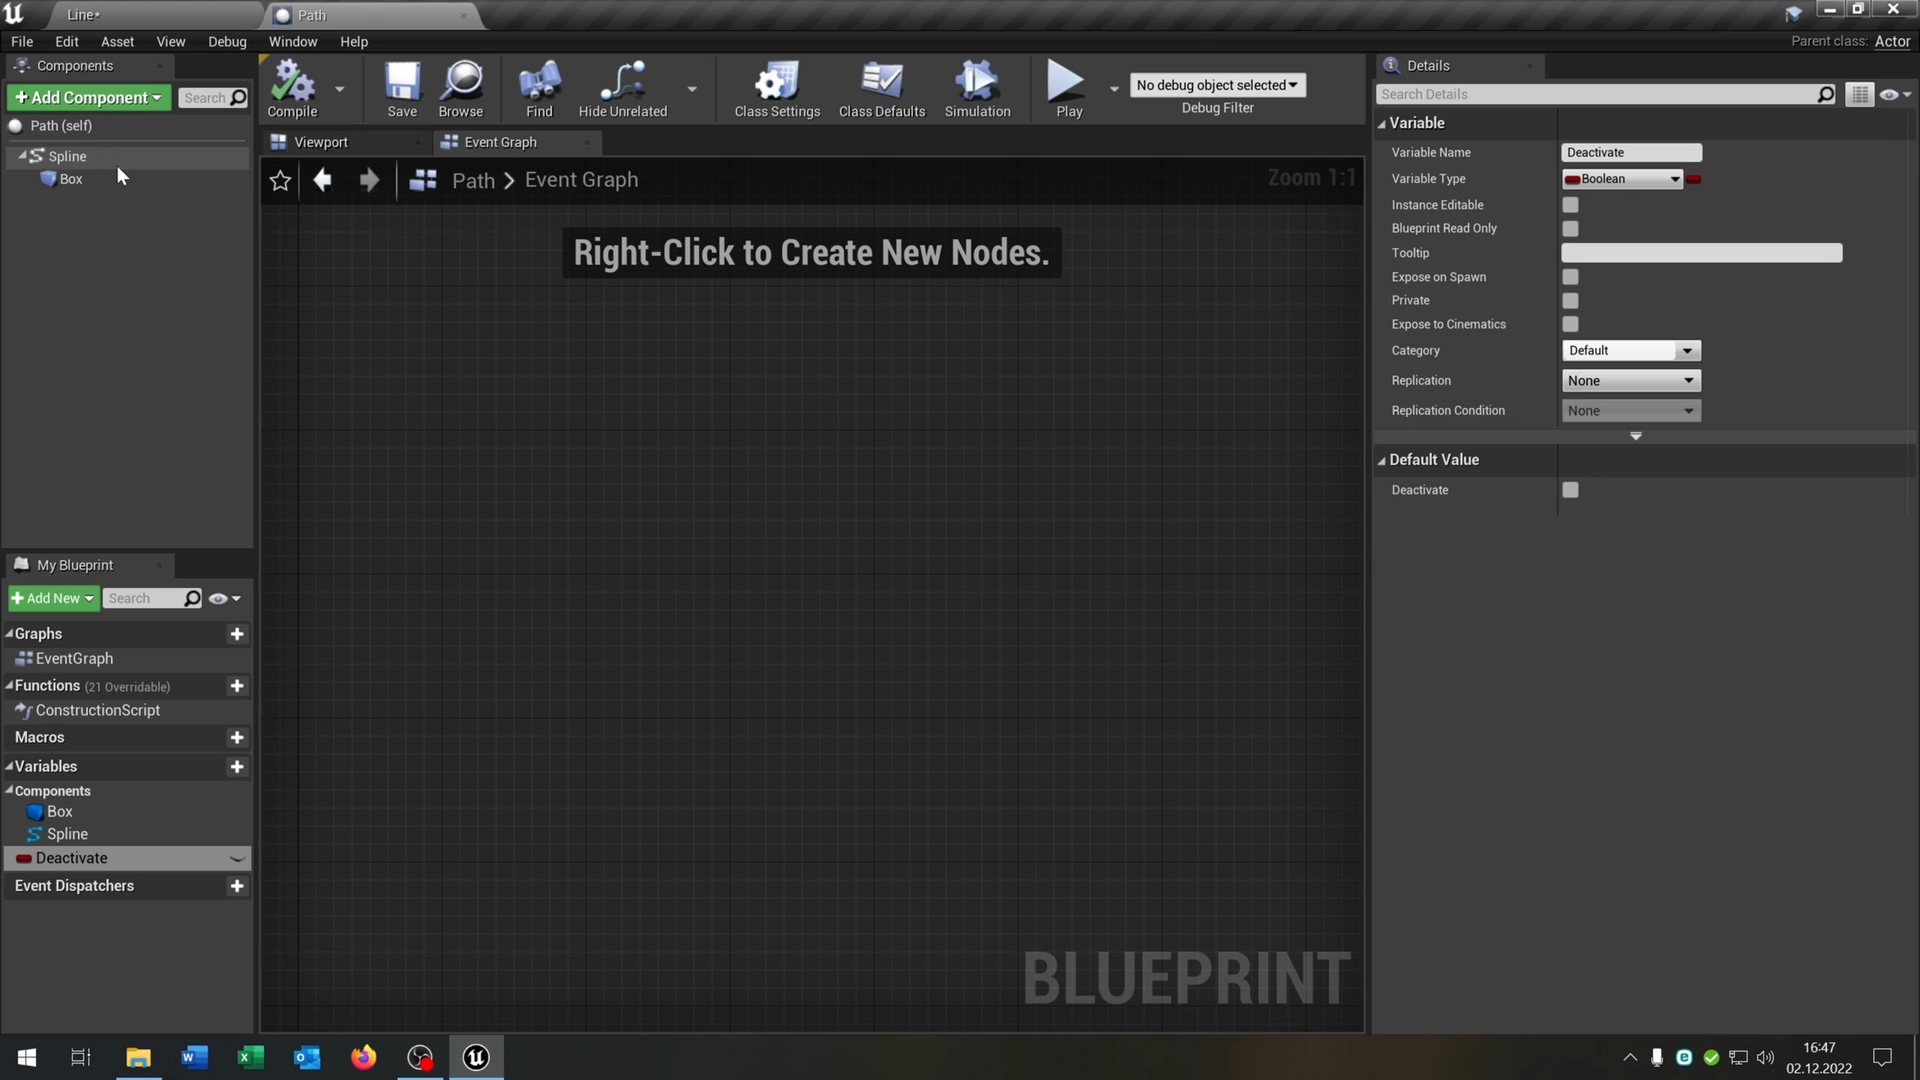 Line*
Path
File
Edit
Asset
View
Debug
Window
Help
Parent class: Actor
Components
+ Add Component
Search
Path (self)
Spline
Box
Compile
Save
Browse
Find
Hide Unrelated
Class Settings
Class Defaults
Simulation
Play
No debug object selected
Debug Filter
Viewport
Event Graph
Path > Event Graph
Zoom 1:1
Right-Click to Create New Nodes.
BLUEPRINT
My Blueprint
+ Add New
Search
Graphs
EventGraph
Functions (21 Overridable)
ConstructionScript
Macros
Variables
Components
Box
Spline
Deactivate
Event Dispatchers
Details
Search Details
Variable
Variable Name
Deactivate
Variable Type
Boolean
Instance Editable
Blueprint Read Only
Tooltip
Expose on Spawn
Private
Expose to Cinematics
Category
Default
Replication
None
Replication Condition
None
Default Value
Deactivate
16:47
02.12.2022